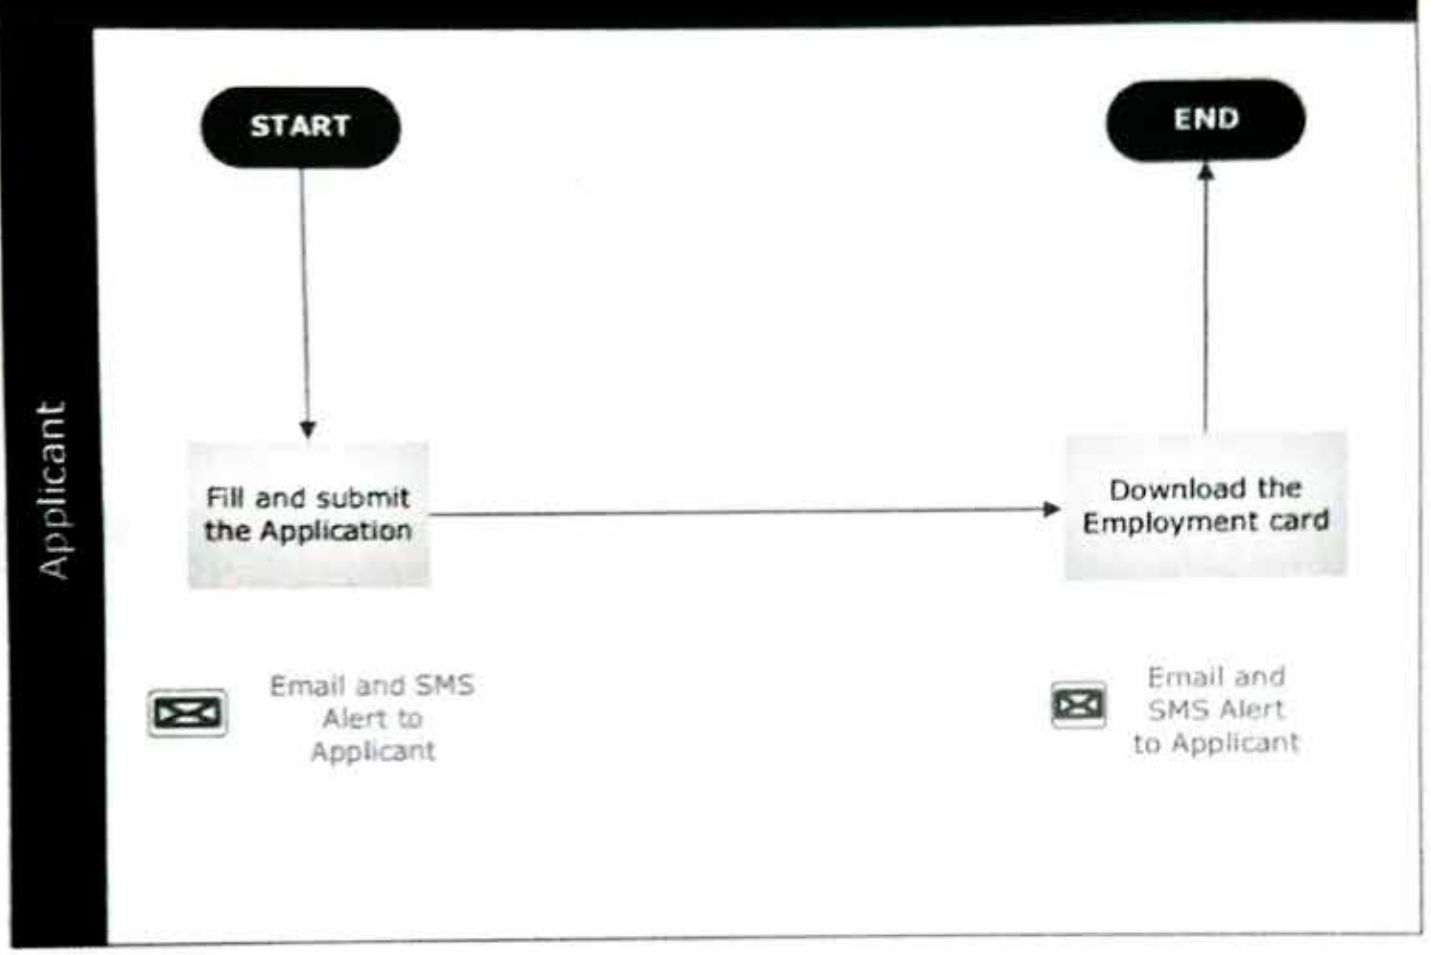 START
END
Applicant
Fill and submit
the Application
Download the
Employment card
Email and SMS
Alert to
Applicant
Email and
SMS Alert
to Applicant